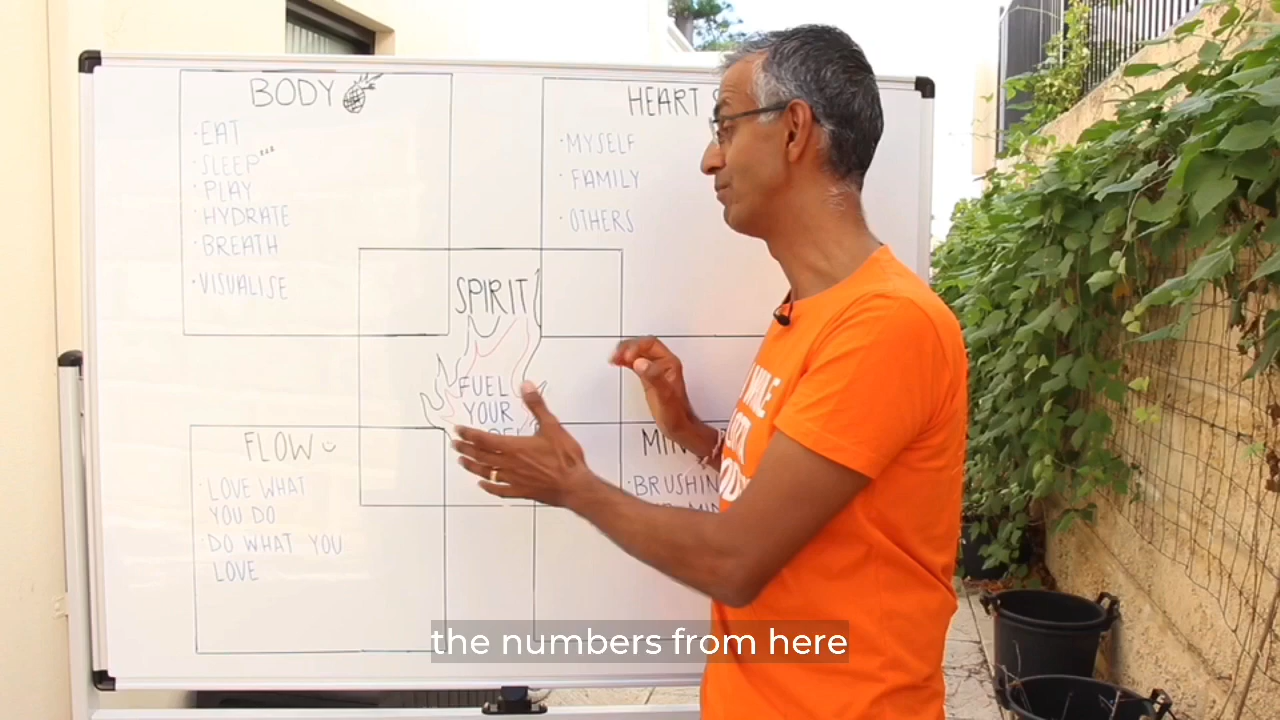 BODY
· EAT
· SLEEP zzz
· PLAY
· HYDRATE
· BREATH
· VISUALISE
HEART
· MYSELF
· FAMILY
· OTHERS
SPIRIT
FUEL
YOUR
FLOW
· LOVE WHAT
YOU DO
· DO WHAT YOU
LOVE
the numbers from here